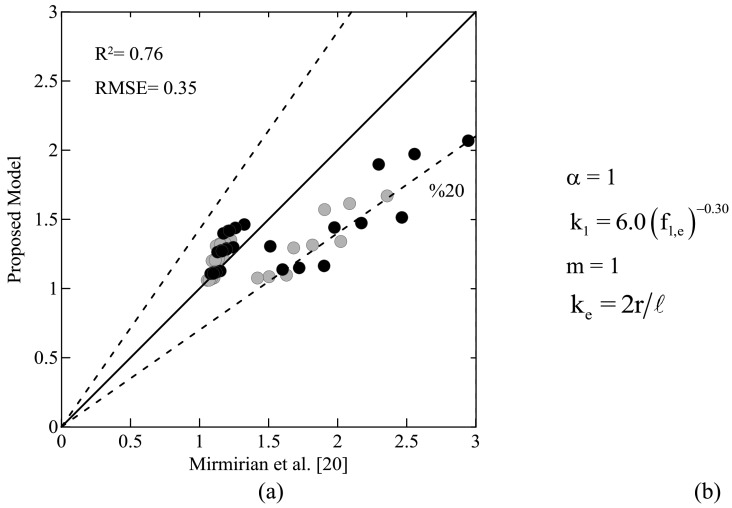 3
2.5
2
1.5
1
0.5
0
0
0.5
1
1.5
2
2.5
3
R²= 0.76
RMSE= 0.35
%20
Proposed Model
Mirmirian et al. [20]
(a)
α = 1
k₁ = 6.0(f_{l,e})^{−0.30}
m = 1
kₑ = 2r/ℓ
(b)